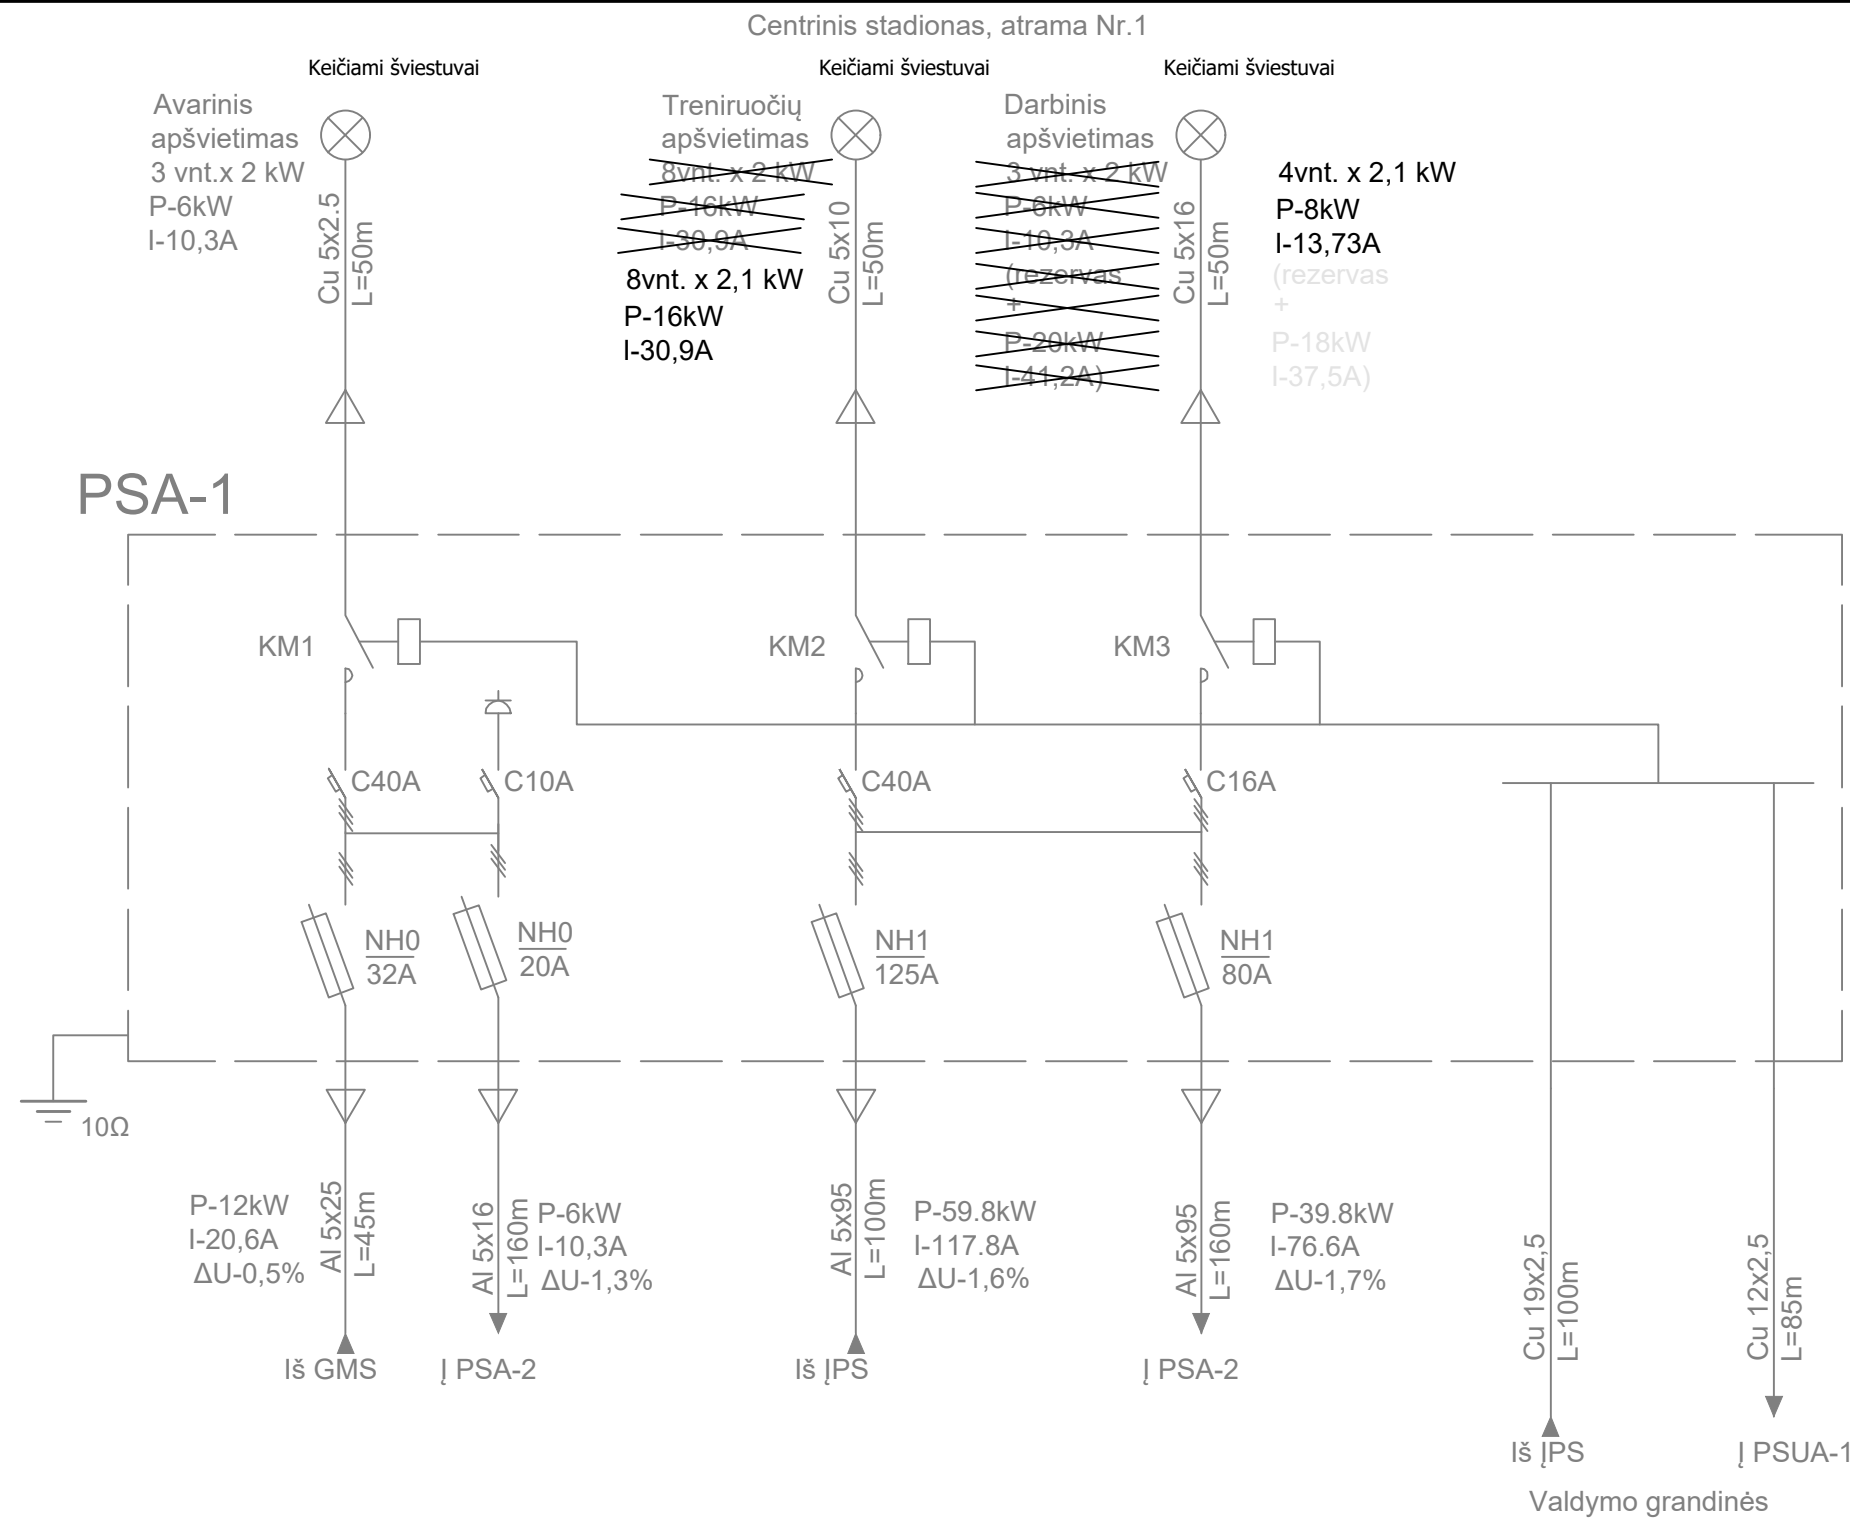 Centrinis stadionas, atrama Nr.1
Keičiami šviestuvai
Keičiami šviestuvai
Keičiami šviestuvai
Avarinis
apšvietimas
3 vnt.x 2 kW
P-6kW
I-10,3A
Cu 5x2.5
L=50m
Treniruočių
apšvietimas
8vnt. x 2 kW
P-16kW
I-30,9A
8vnt. x 2,1 kW
P-16kW
I-30,9A
Cu 5x10
L=50m
Darbinis
apšvietimas
3 vnt. x 2 kW
P-6kW
I-10,3A
(rezervas
+
P-20kW
I-41,2A)
Cu 5x16
L=50m
4vnt. x 2,1 kW
P-8kW
I-13,73A
(rezervas
+
P-18kW
I-37,5A)
PSA-1
KM1
KM2
KM3
C40A
C10A
C40A
C16A
NH0
32A
NH0
20A
NH1
125A
NH1
80A
10Ω
P-12kW
I-20,6A
ΔU-0,5%
Al 5x25
L=45m
Al 5x16
L=160m
P-6kW
I-10,3A
ΔU-1,3%
Al 5x95
L=100m
P-59.8kW
I-117.8A
ΔU-1,6%
Al 5x95
L=160m
P-39.8kW
I-76.6A
ΔU-1,7%
Cu 19x2,5
L=100m
Cu 12x2,5
L=85m
Iš GMS
Į PSA-2
Iš ĮPS
Į PSA-2
Iš ĮPS
Į PSUA-1
Valdymo grandinės